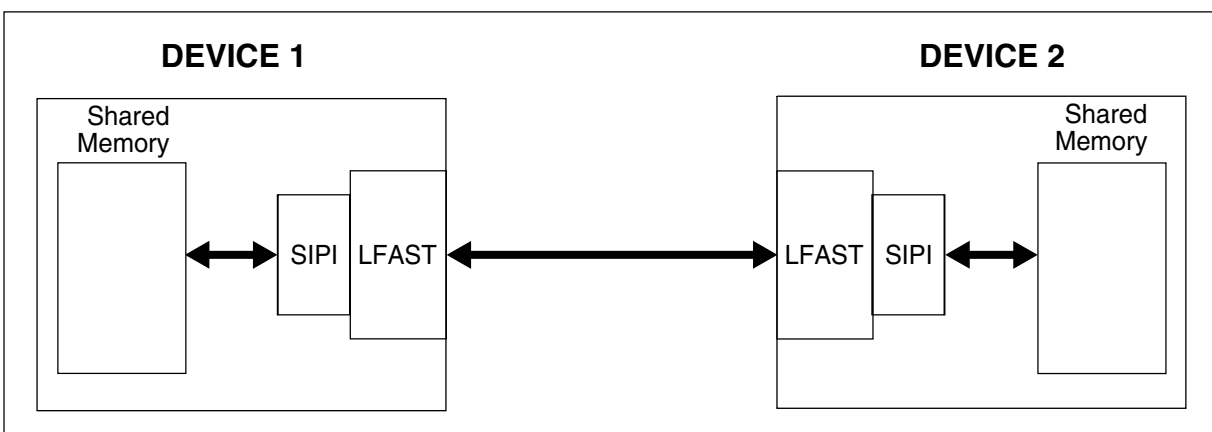 DEVICE 1
Shared
Memory
SIPI
LFAST
DEVICE 2
Shared
Memory
LFAST
SIPI